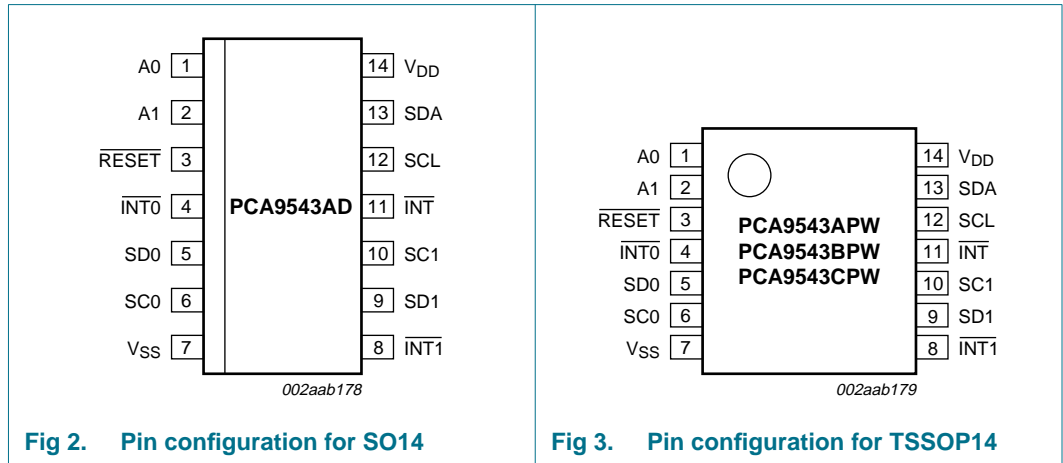 A0 1 14 VDD
A1 2 13 SDA
RESET 3 12 SCL
INT0 4 PCA9543AD 11 INT
SD0 5 10 SC1
SC0 6 9 SD1
VSS 7 8 INT1
002aab178
Fig 2. Pin configuration for SO14
A0 1 14 VDD
A1 2 13 SDA
RESET 3 12 SCL
PCA9543APW
INT0 4 11 INT
PCA9543BPW
SD0 5 10 SC1
PCA9543CPW
SC0 6 9 SD1
VSS 7 8 INT1
002aab179
Fig 3. Pin configuration for TSSOP14